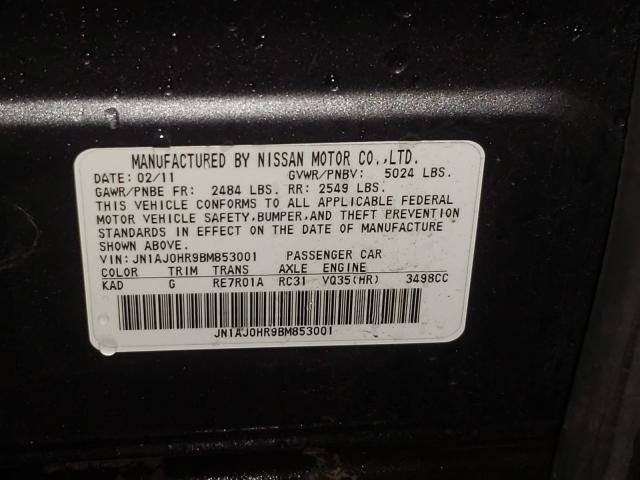 MANUFACTURED BY NISSAN MOTOR CO.,LTD.
DATE: 02/11 GVWR/PNBV: 5024 LBS.
GAWR/PNBE FR: 2484 LBS. RR: 2549 LBS.
THIS VEHICLE CONFORMS TO ALL APPLICABLE FEDERAL
MOTOR VEHICLE SAFETY,BUMPER,AND THEFT PREVENTION
STANDARDS IN EFFECT ON THE DATE OF MANUFACTURE
SHOWN ABOVE.
VIN: JN1AJ0HR9BM853001 PASSENGER CAR
COLOR TRIM TRANS AXLE ENGINE
KAD G RE7R01A RC31 VQ35(HR) 3498CC
JN1AJ0HR9BM853001